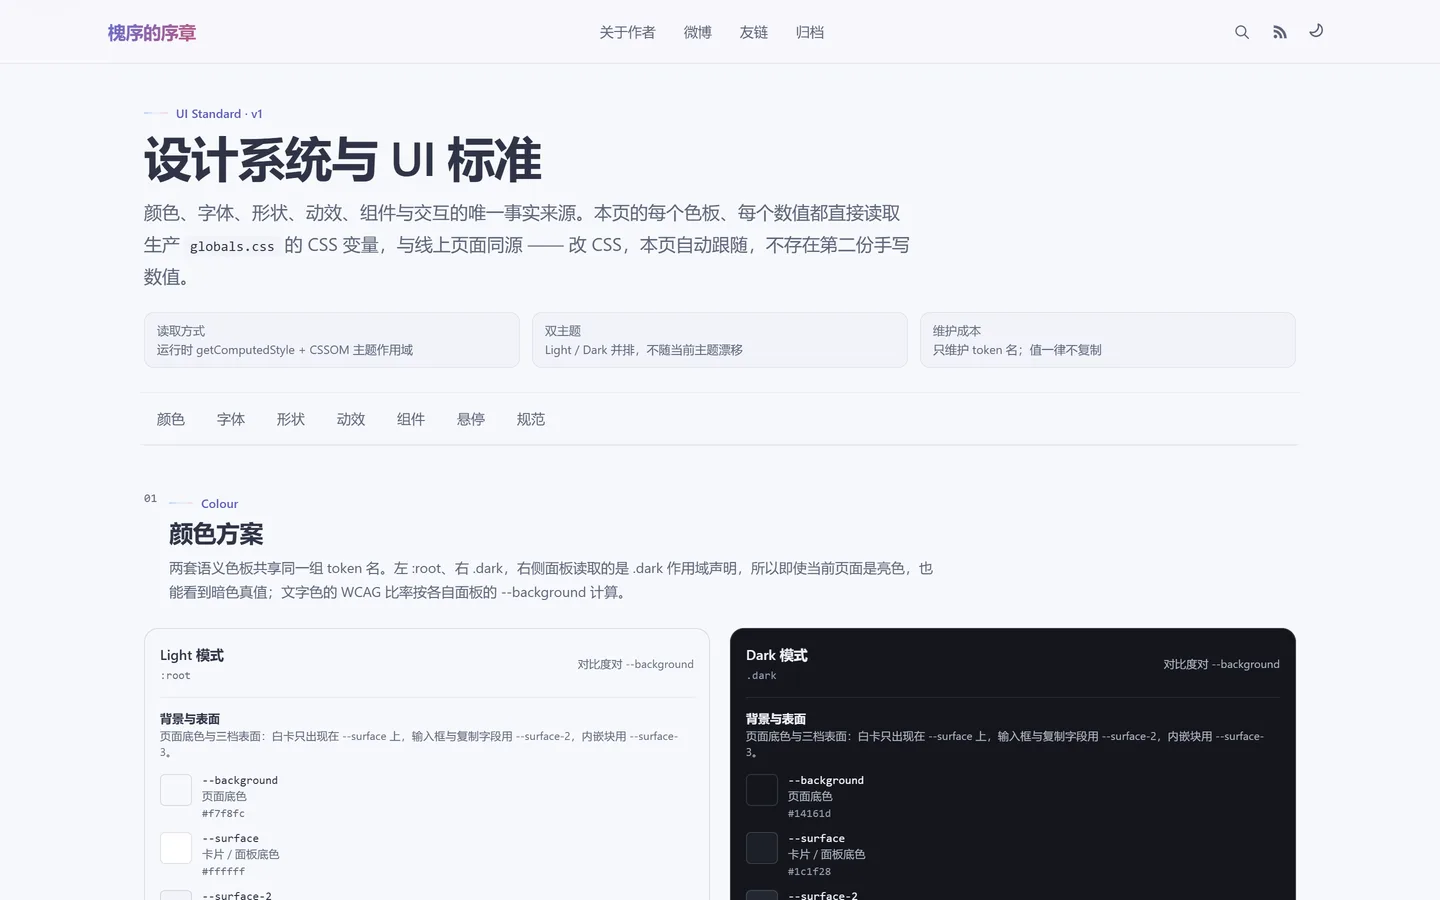 槐序的序章
关于作者 微博 友链 归档
UI Standard · v1
设计系统与 UI 标准
颜色、字体、形状、动效、组件与交互的唯一事实来源。本页的每个色板、每个数值都直接读取
生产 globals.css 的 CSS 变量，与线上页面同源 —— 改 CSS，本页自动跟随，不存在第二份手写
数值。
读取方式
运行时 getComputedStyle + CSSOM 主题作用域
双主题
Light / Dark 并排，不随当前主题漂移
维护成本
只维护 token 名；值一律不复制
颜色 字体 形状 动效 组件 悬停 规范
01
Colour
颜色方案
两套语义色板共享同一组 token 名。左 :root、右 .dark，右侧面板读取的是 .dark 作用域声明，所以即使当前页面是亮色，也
能看到暗色真值；文字色的 WCAG 比率按各自面板的 --background 计算。
Light 模式
:root
对比度对 --background
背景与表面
页面底色与三档表面：白卡只出现在 --surface 上，输入框与复制字段用 --surface-2，内嵌块用 --surface-
3。
--background
页面底色
#f7f8fc
--surface
卡片 / 面板底色
#ffffff
--surface-2
Dark 模式
.dark
对比度对 --background
背景与表面
页面底色与三档表面：白卡只出现在 --surface 上，输入框与复制字段用 --surface-2，内嵌块用 --surface-
3。
--background
页面底色
#14161d
--surface
卡片 / 面板底色
#1c1f28
--surface-2